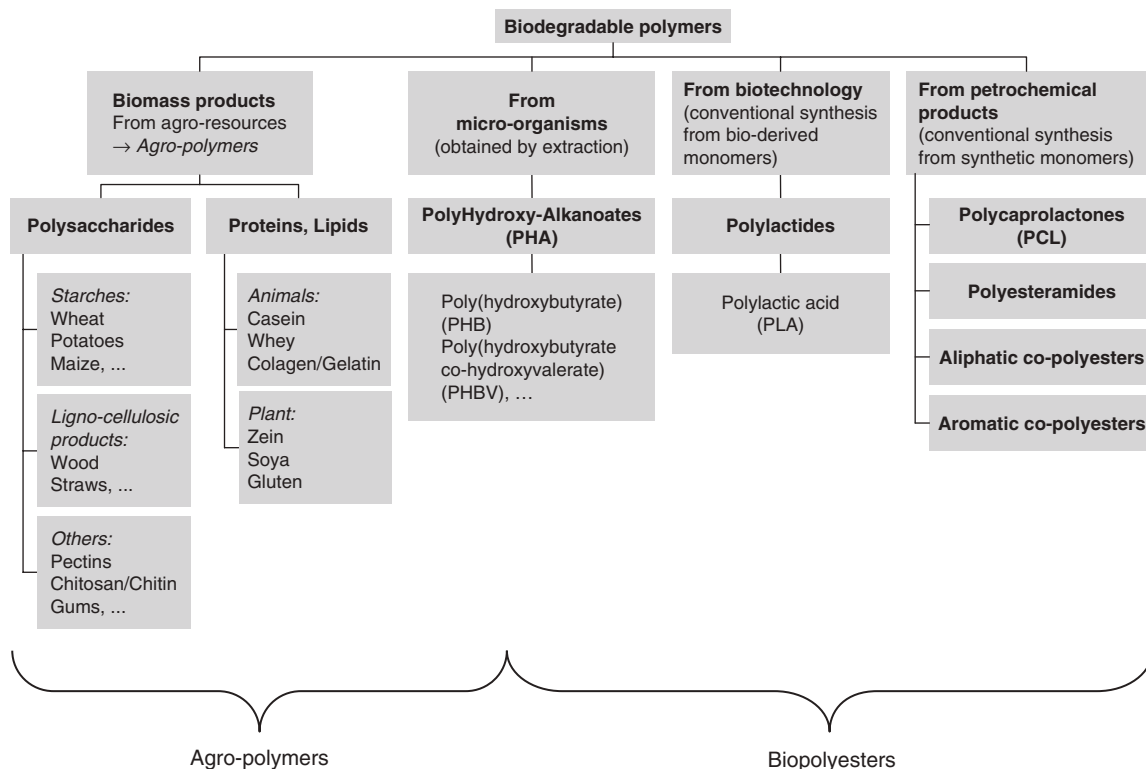 Biodegradable polymers
Biomass products
From agro-resources
→ Agro-polymers
From
micro-organisms
(obtained by extraction)
From biotechnology
(conventional synthesis
from bio-derived
monomers)
From petrochemical
products
(conventional synthesis
from synthetic monomers)
Polysaccharides
Proteins, Lipids
PolyHydroxy-Alkanoates
(PHA)
Polylactides
Polycaprolactones
(PCL)
Starches:
Wheat
Potatoes
Maize, ...
Ligno-cellulosic
products:
Wood
Straws, ...
Others:
Pectins
Chitosan/Chitin
Gums, ...
Animals:
Casein
Whey
Colagen/Gelatin
Plant:
Zein
Soya
Gluten
Poly(hydroxybutyrate)
(PHB)
Poly(hydroxybutyrate
co-hydroxyvalerate)
(PHBV), …
Polylactic acid
(PLA)
Polyesteramides
Aliphatic co-polyesters
Aromatic co-polyesters
Agro-polymers
Biopolyesters